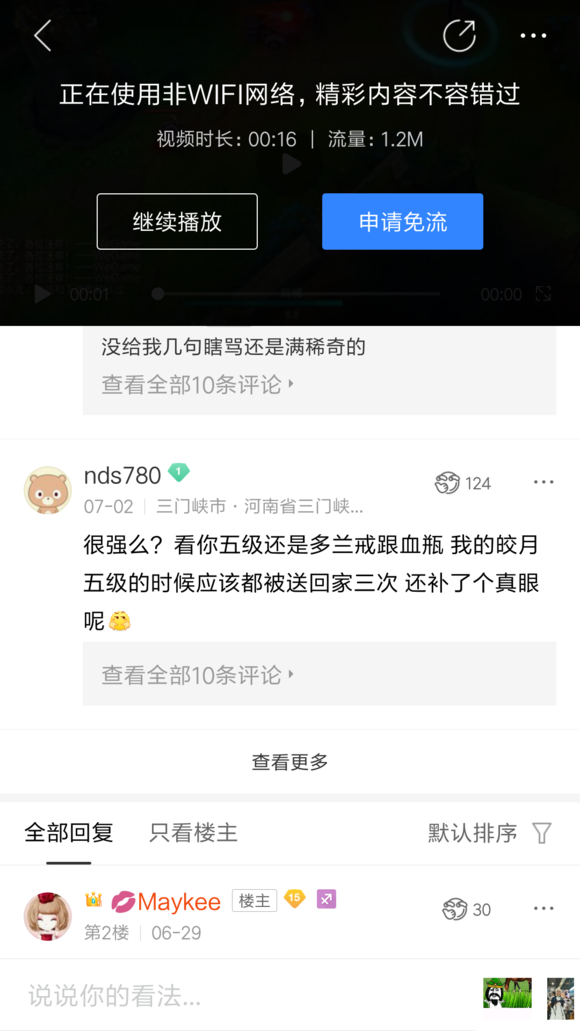 正在使用非WIFI网络，精彩内容不容错过
视频时长：00:16 | 流量：1.2M
继续播放 申请免流
00:01 00:00
没给我几句瞎骂还是满稀奇的
查看全部10条评论
nds780 1 124
07-02 | 三门峡市 · 河南省三门峡...
很强么？看你五级还是多兰戒跟血瓶 我的皎月
五级的时候应该都被送回家三次 还补了个真眼
呢
查看全部10条评论
查看更多
全部回复 只看楼主 默认排序
Maykee 楼主 15 30
第2楼 | 06-29
说说你的看法...